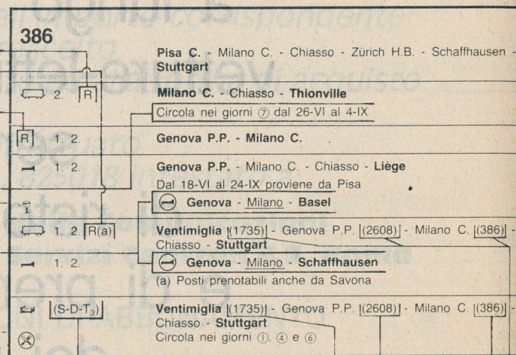 386
Pisa C. - Milano C. - Chiasso - Zürich H.B. - Schaffhausen -
Stuttgart
2. R Milano C. - Chiasso - Thionville
Circola nei giorni ⑦ dal 26-VI al 4-IX
R 1. 2. Genova P.P. - Milano C.
1. 2. Genova P.P. - Milano C. - Chiasso - Liège
Dal 18-VI al 24-IX proviene da Pisa
Genova - Milano - Basel
1. 2. R(a) Ventimiglia (1735) - Genova P.P. (2608) - Milano C. (386) -
Chiasso - Stuttgart
1. 2. Genova - Milano - Schaffhausen
(a) Posti prenotabili anche da Savona
(S-D-T3) Ventimiglia (1735) - Genova P.P. (2608) - Milano C. (386) -
Chiasso - Stuttgart
Circola nei giorni ①, ④ e ⑥